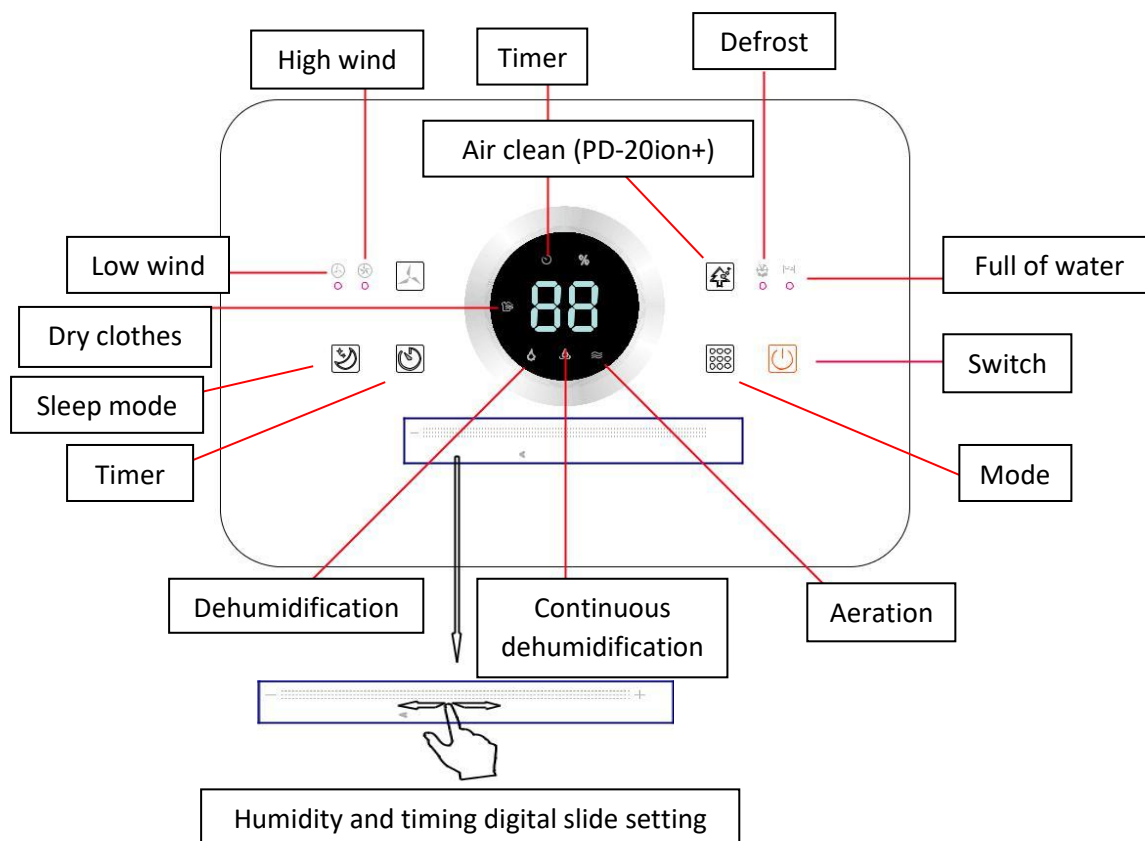 High wind
Timer
Defrost
Air clean (PD-20ion+)
Low wind
%
Full of water
88
Dry clothes
Switch
Sleep mode
Timer
Mode
Dehumidification
Continuous
dehumidification
Aeration
Humidity and timing digital slide setting